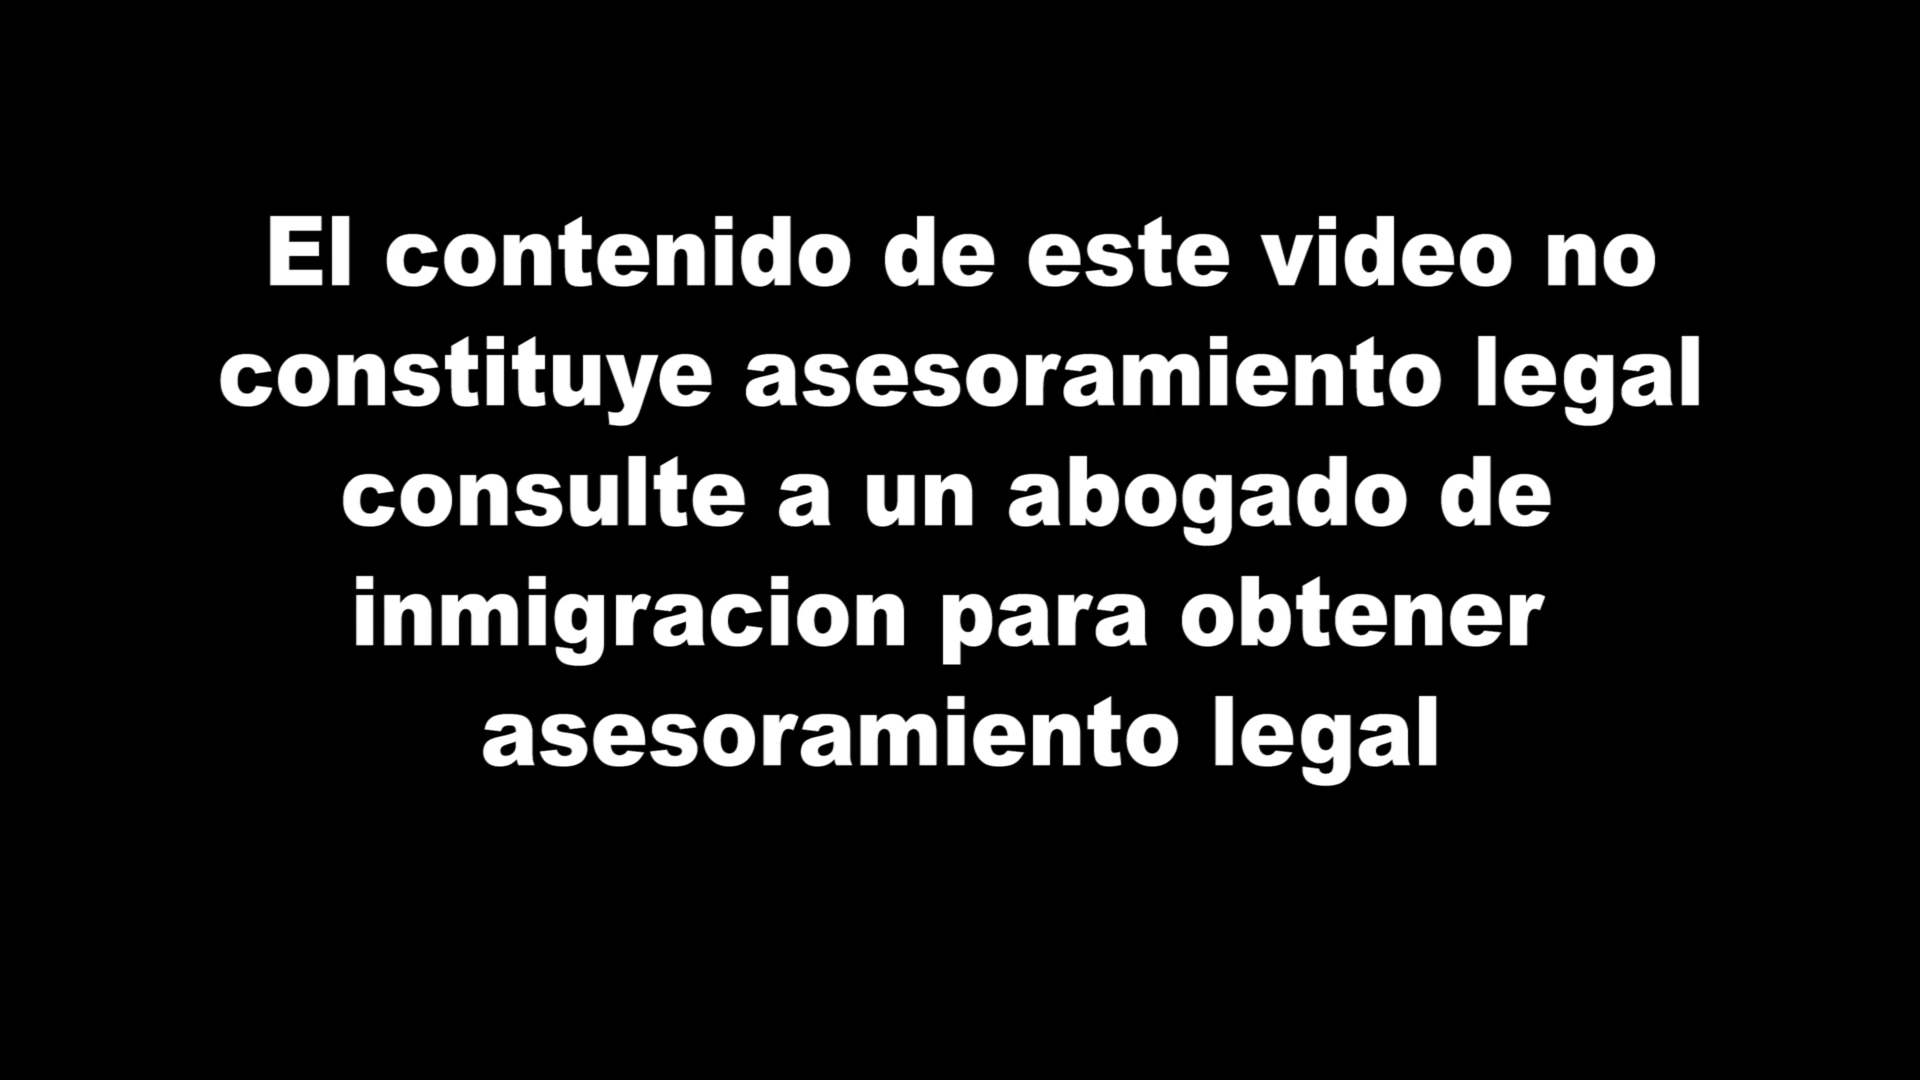 El contenido de este video no
constituye asesoramiento legal
consulte a un abogado de
inmigracion para obtener
asesoramiento legal